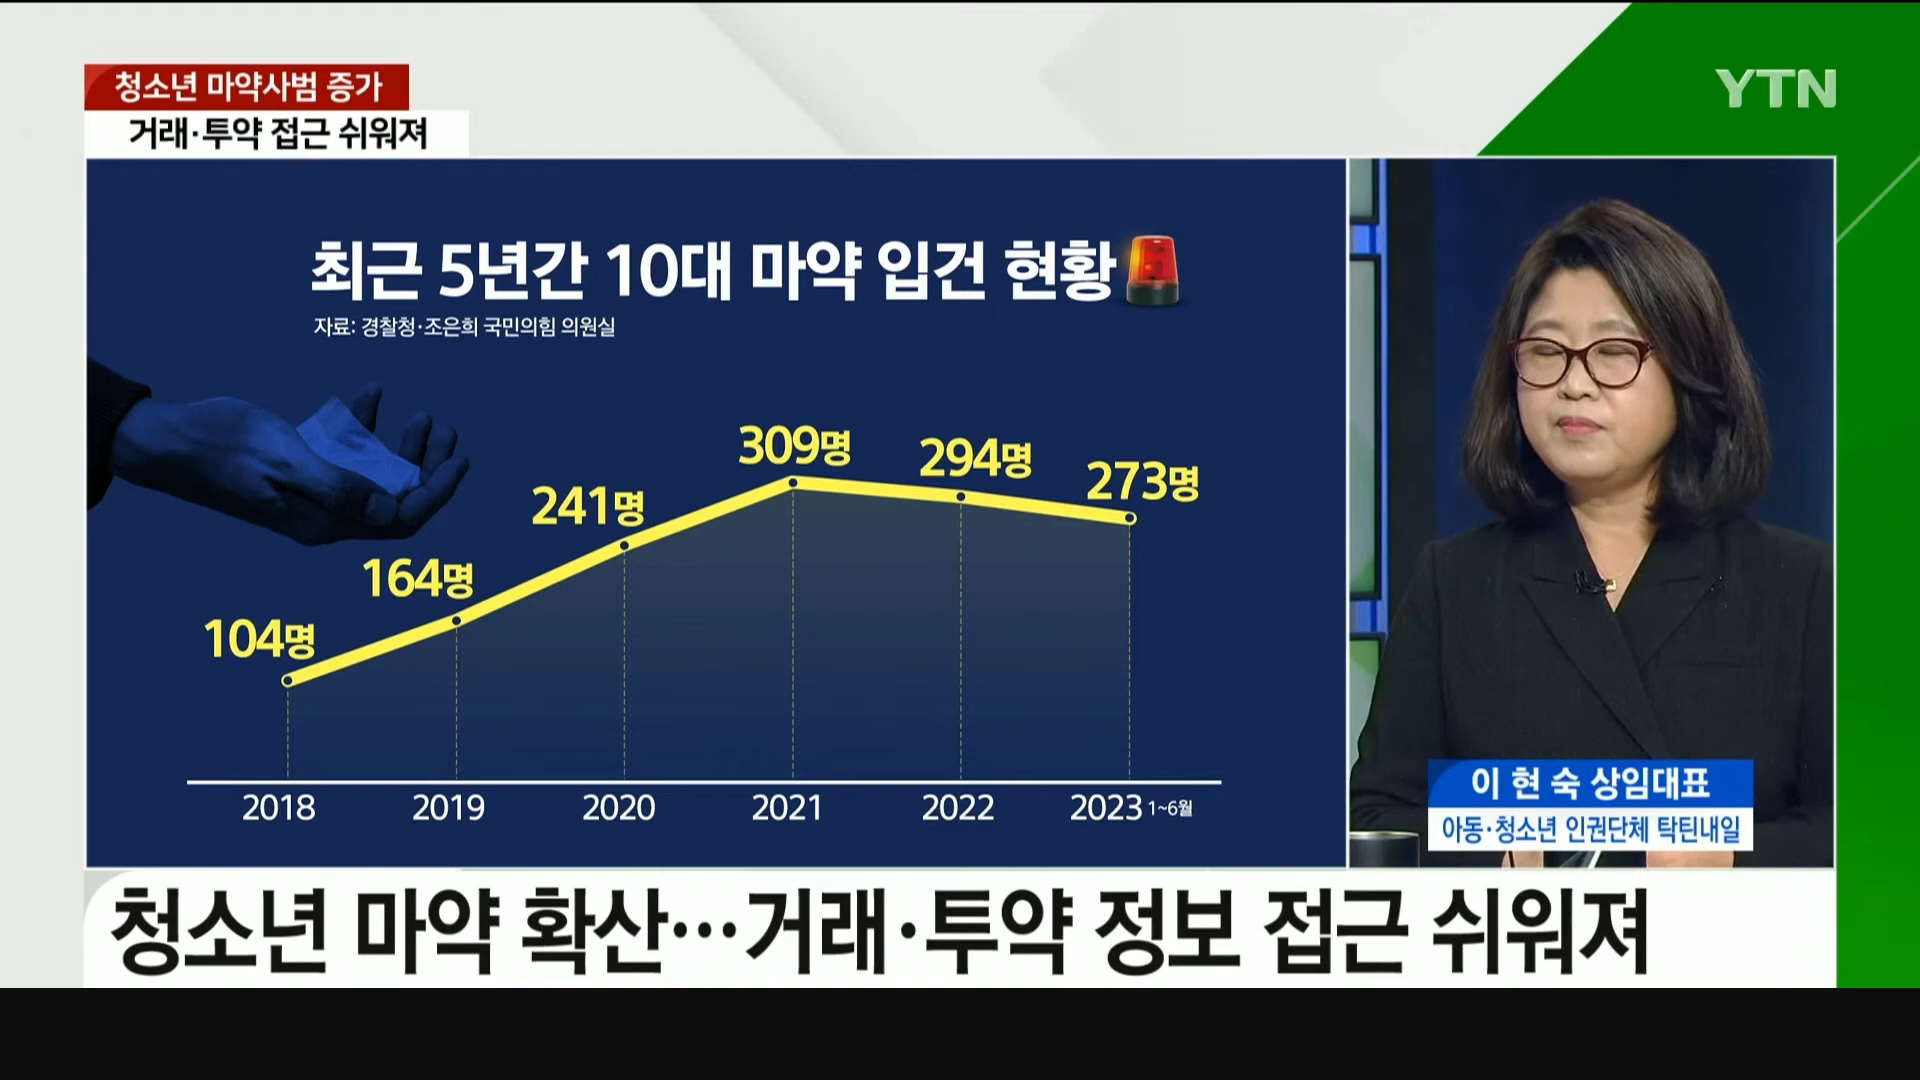 청소년 마약사범 증가
거래·투약 접근 쉬워져
YTN
최근 5년간 10대 마약 입건 현황
자료: 경찰청·조은희 국민의힘 의원실
104명
164명
241명
309명
294명
273명
2018
2019
2020
2021
2022
2023 1~6월
이 현 숙 상임대표
아동·청소년 인권단체 탁틴내일
청소년 마약 확산…거래·투약 정보 접근 쉬워져